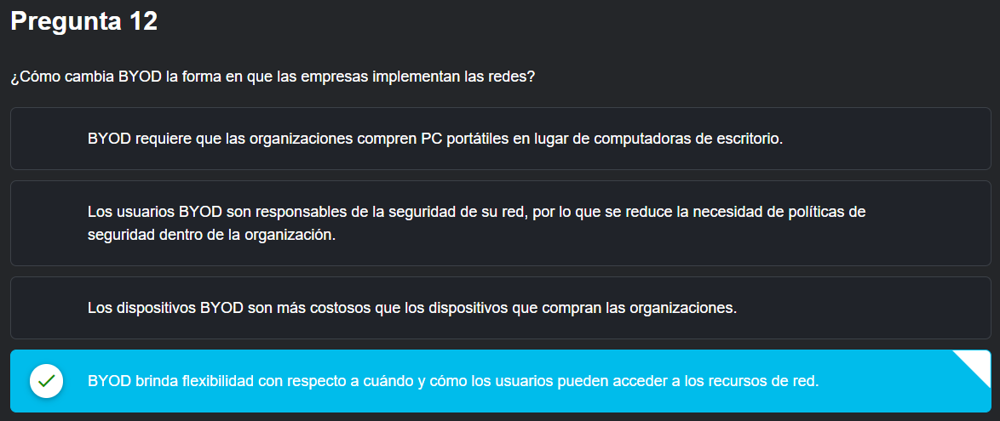 Pregunta 12
¿Cómo cambia BYOD la forma en que las empresas implementan las redes?
BYOD requiere que las organizaciones compren PC portátiles en lugar de computadoras de escritorio.
Los usuarios BYOD son responsables de la seguridad de su red, por lo que se reduce la necesidad de políticas de
seguridad dentro de la organización.
Los dispositivos BYOD son más costosos que los dispositivos que compran las organizaciones.
BYOD brinda flexibilidad con respecto a cuándo y cómo los usuarios pueden acceder a los recursos de red.